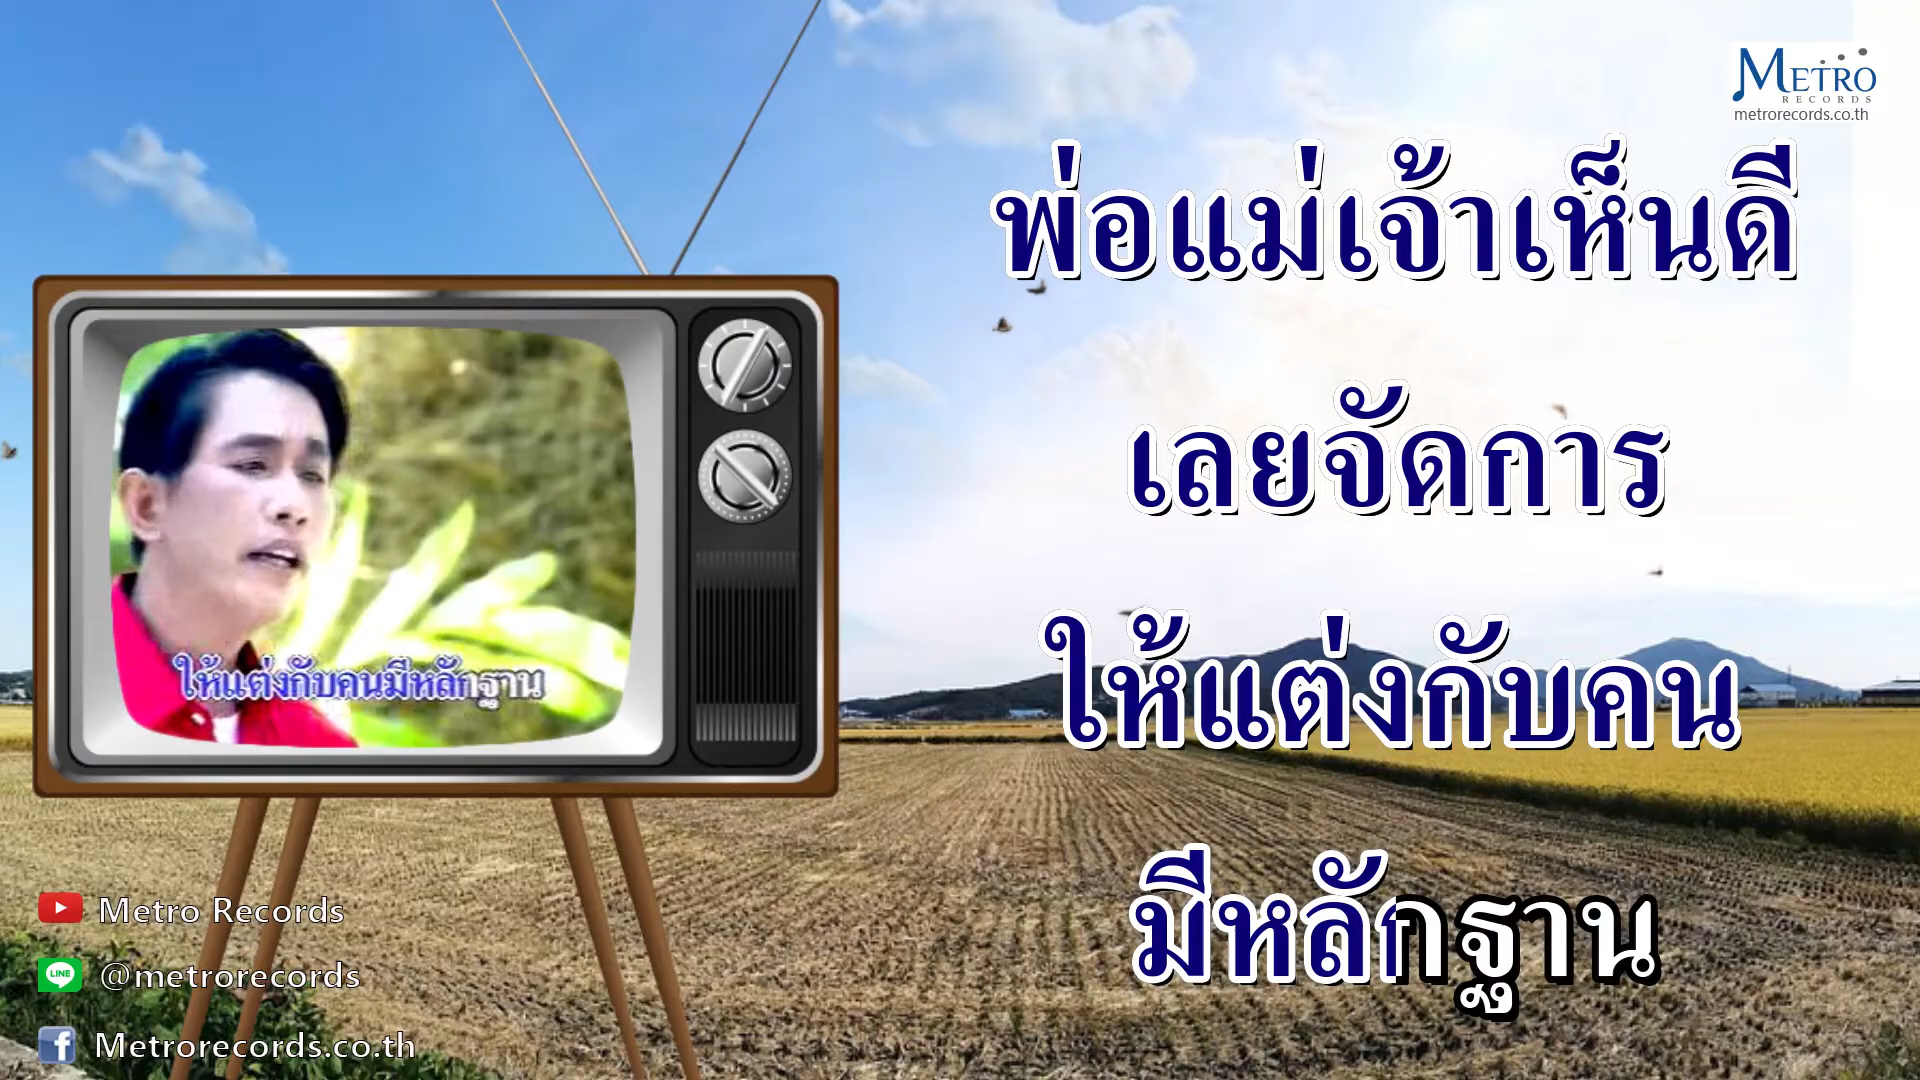 METRO
RECORDS
metrorecords.co.th
พ่อแม่เจ้าเห็นดี
เลยจัดการ
ให้แต่งกับคน
มีหลักฐาน
ให้แต่งกับคนมีหลักฐาน
Metro Records
LINE @metrorecords
f Metrorecords.co.th